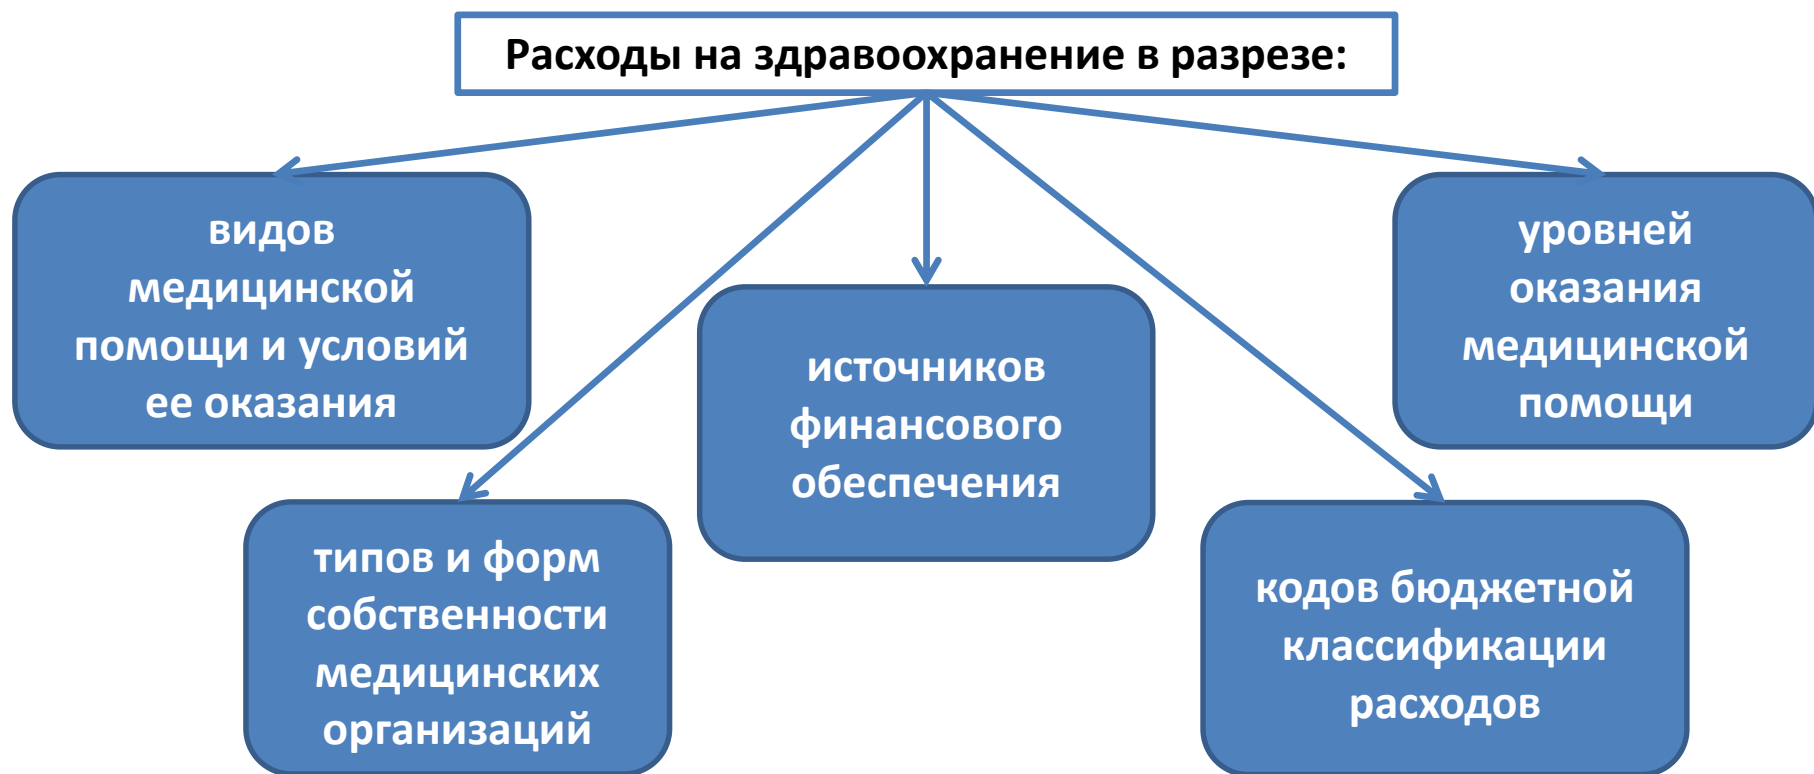 Расходы на здравоохранение в разрезе:
видов
медицинской
помощи и условий
ее оказания
типов и форм
собственности
медицинских
организаций
источников
финансового
обеспечения
кодов бюджетной
классификации
расходов
уровней
оказания
медицинской
помощи